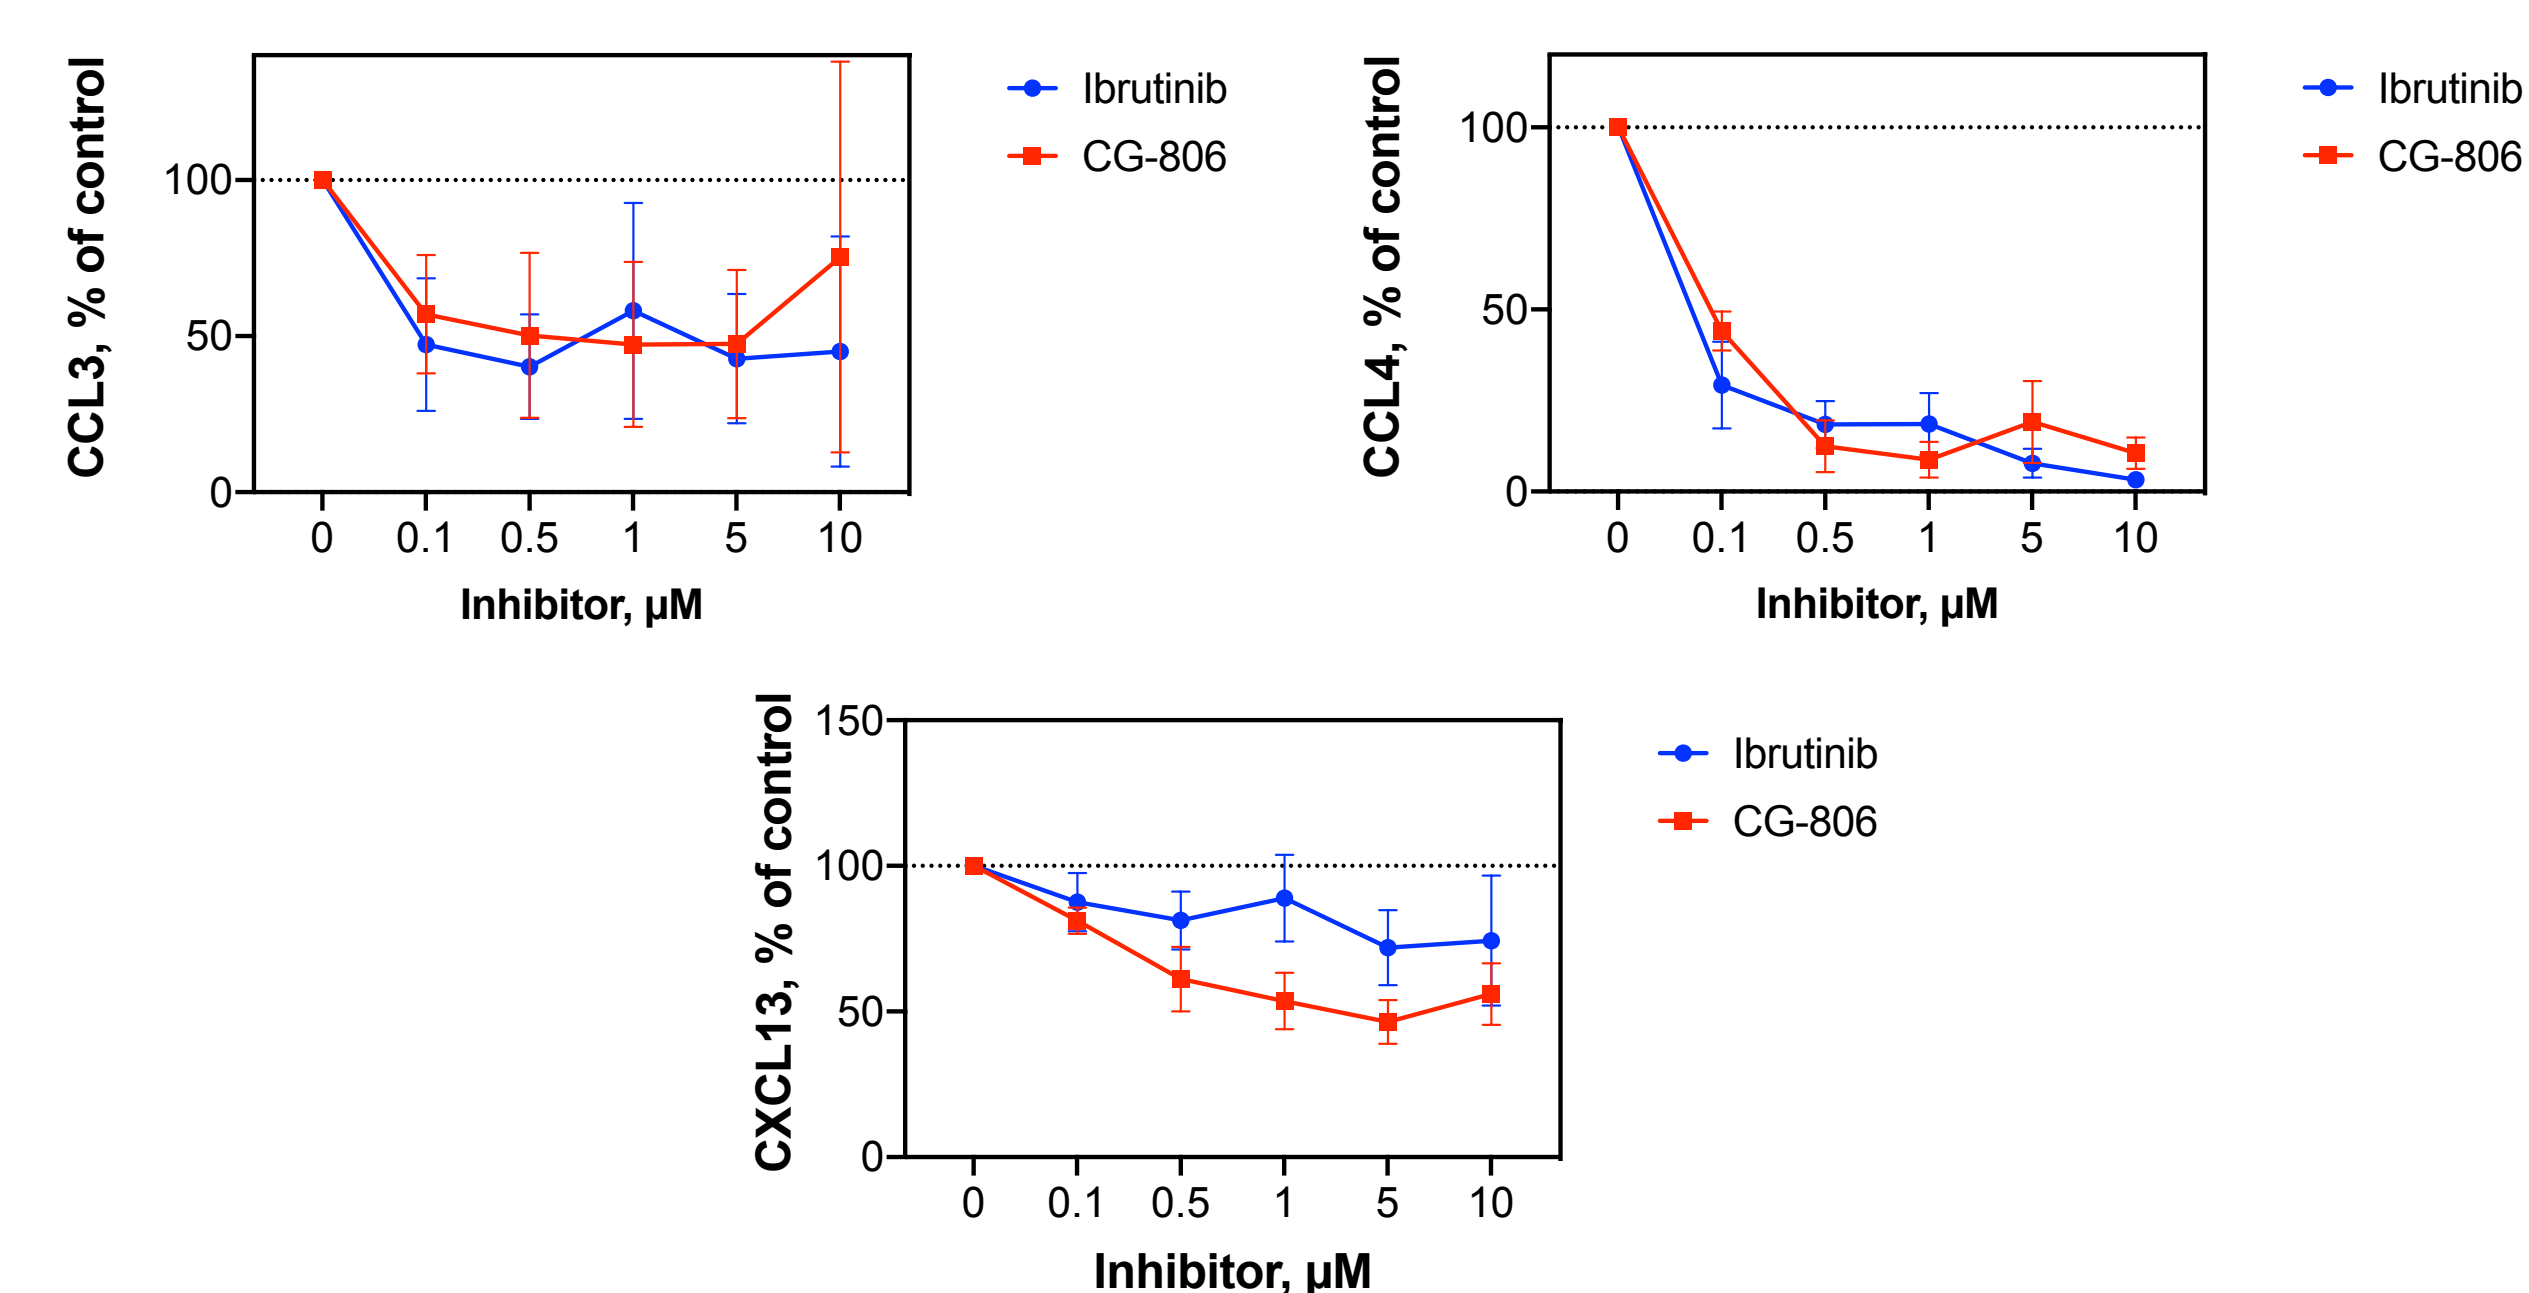 CCL3, % of control
100
50
0
0 0.1 0.5 1 5 10
Inhibitor, µM
Ibrutinib
CG-806
CCL4, % of control
100
50
0
0 0.1 0.5 1 5 10
Inhibitor, µM
Ibrutinib
CG-806
CXCL13, % of control
150
100
50
0
0 0.1 0.5 1 5 10
Inhibitor, µM
Ibrutinib
CG-806